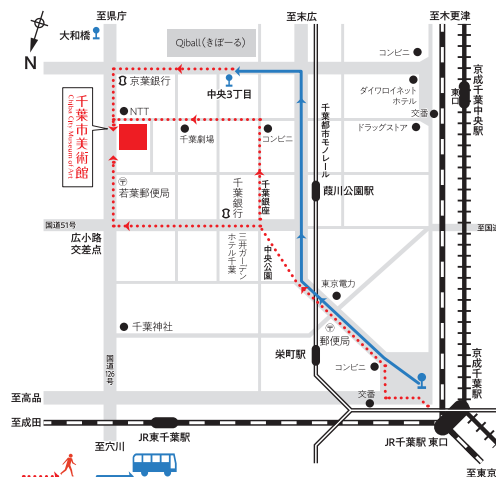 至県庁
至末広
至木更津
大和橋
Qiball(きぼーる)
コンビニ
N
京葉銀行
中央3丁目
ダイワロイネット
ホテル
東口
京成千葉中央駅
NTT
交番
千葉市美術館
Chiba City Museum of Art
千葉劇場
コンビニ
千葉都市モノレール
ドラッグストア
若葉郵便局
千葉銀行
千葉銀座
葭川公園駅
国道51号
至国道
広小路
交差点
三井ガーデン
ホテル千葉
中央公園
東京電力
千葉神社
郵便局
国道126号
栄町駅
コンビニ
京成千葉駅
至高品
交番
至成田
JR東千葉駅
JR千葉駅 東口
至穴川
至東京